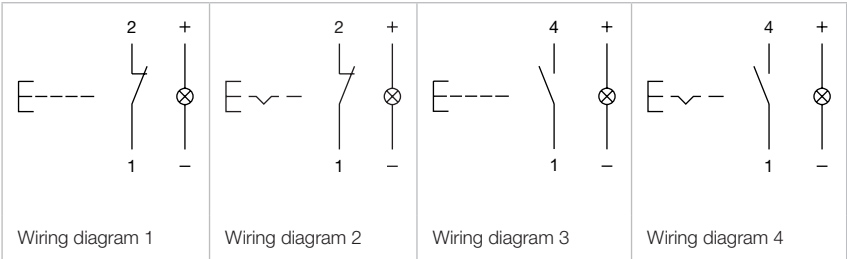 2 +
1 –
Wiring diagram 1
2 +
1 –
Wiring diagram 2
4 +
1 –
Wiring diagram 3
4 +
1 –
Wiring diagram 4